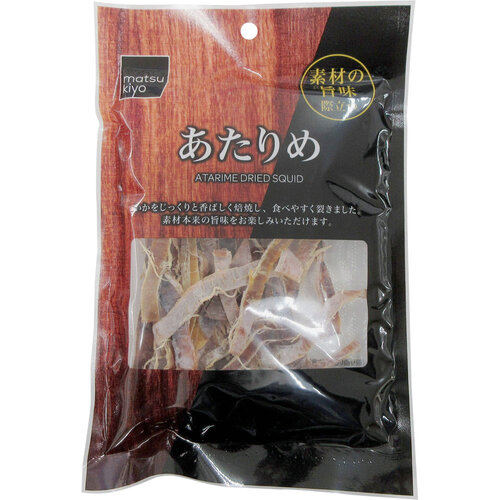 matsu
kiyo
素材の
旨味
際立つ
あたりめ
ATARIME DRIED SQUID
いかをじっくりと香ばしく焙焼し、食べやすく裂きました。
素材本来の旨味をお楽しみいただけます。